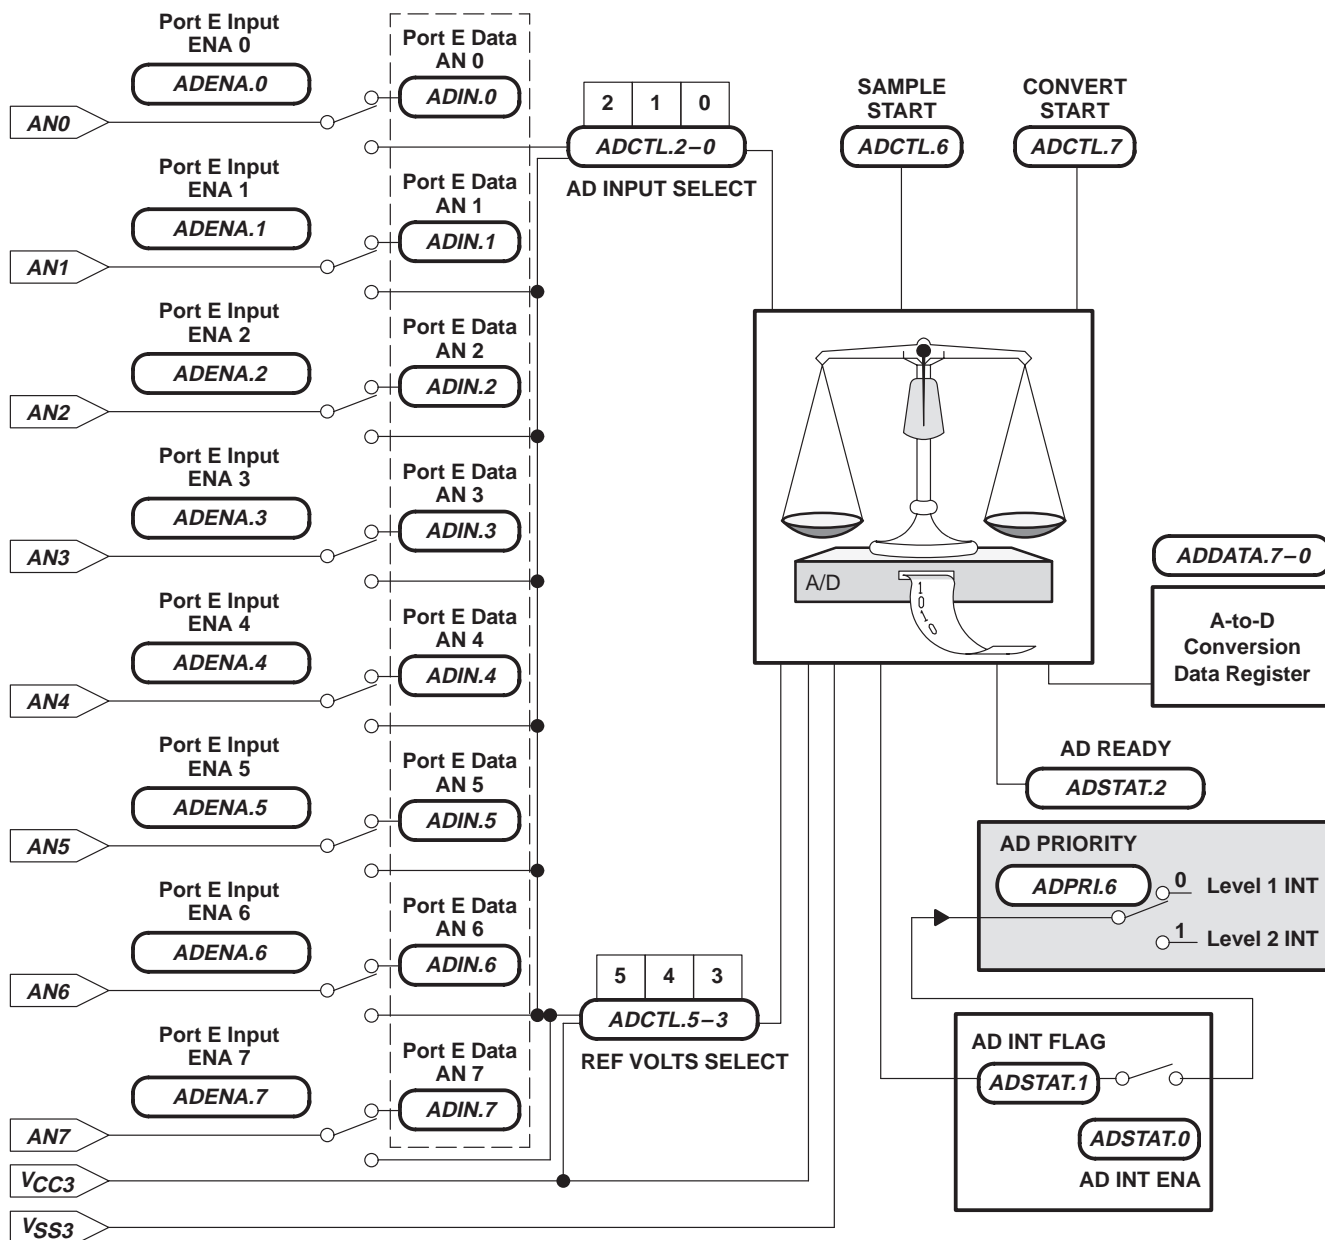 Port E Input
ENA 0
ADENA.0
AN0
Port E Data
AN 0
ADIN.0
Port E Input
ENA 1
ADENA.1
AN1
Port E Data
AN 1
ADIN.1
Port E Input
ENA 2
ADENA.2
AN2
Port E Data
AN 2
ADIN.2
Port E Input
ENA 3
ADENA.3
AN3
Port E Data
AN 3
ADIN.3
Port E Input
ENA 4
ADENA.4
AN4
Port E Data
AN 4
ADIN.4
Port E Input
ENA 5
ADENA.5
AN5
Port E Data
AN 5
ADIN.5
Port E Input
ENA 6
ADENA.6
AN6
Port E Data
AN 6
ADIN.6
Port E Input
ENA 7
ADENA.7
AN7
Port E Data
AN 7
ADIN.7
VCC3
VSS3
2 1 0
ADCTL.2–0
AD INPUT SELECT
5 4 3
ADCTL.5–3
REF VOLTS SELECT
SAMPLE
START
ADCTL.6
CONVERT
START
ADCTL.7
A/D
1010
ADDATA.7–0
A-to-D
Conversion
Data Register
AD READY
ADSTAT.2
AD PRIORITY
ADPRI.6
0 Level 1 INT
1 Level 2 INT
AD INT FLAG
ADSTAT.1
ADSTAT.0
AD INT ENA